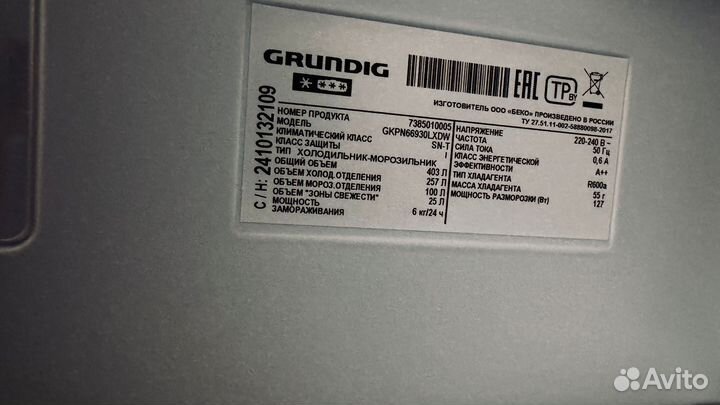 GRUNDIG
EAC
TP BY
ИЗГОТОВИТЕЛЬ ООО «БЕКО» ПРОИЗВЕДЕНО В РОССИИ
ТУ 27.51.11-002-58880098-2017
С / Н: 2410132109
НОМЕР ПРОДУКТА 7385010005
МОДЕЛЬ GKPN66930LXDW
КЛИМАТИЧЕСКИЙ КЛАСС SN-T
КЛАСС ЗАЩИТЫ I
ТИП ХОЛОДИЛЬНИК-МОРОЗИЛЬНИК
ОБЩИЙ ОБЪЕМ 403 Л
ОБЪЕМ ХОЛОД.ОТДЕЛЕНИЯ 257 Л
ОБЪЕМ МОРОЗ.ОТДЕЛЕНИЯ 100 Л
ОБЪЕМ "ЗОНЫ СВЕЖЕСТИ" 25 Л
МОЩНОСТЬ
ЗАМОРАЖИВАНИЯ 6 кг/24 ч
НАПРЯЖЕНИЕ 220-240 В ~
ЧАСТОТА 50 Гц
СИЛА ТОКА 0,6 А
КЛАСС ЭНЕРГЕТИЧЕСКОЙ
ЭФФЕКТИВНОСТИ А++
ТИП ХЛАДАГЕНТА R600a
МАССА ХЛАДАГЕНТА 55 г
МОЩНОСТЬ РАЗМОРОЗКИ (Вт) 127
Avito